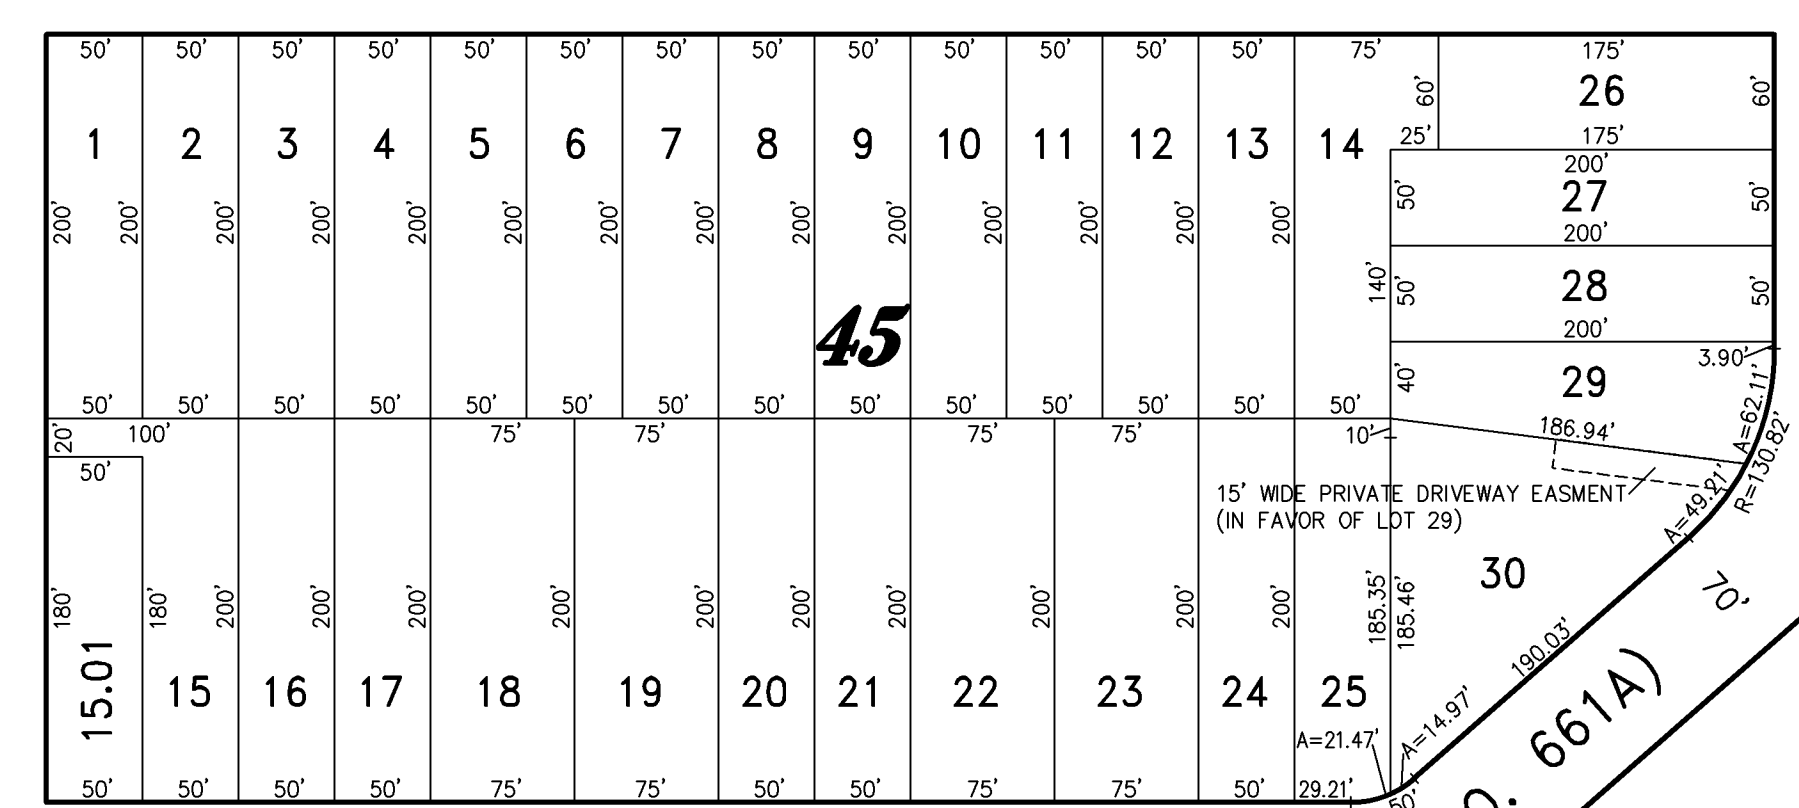 50' 50' 50' 50' 50' 50' 50' 50' 50' 50' 50' 50' 50' 75' 175'
60' 26 60'
1 2 3 4 5 6 7 8 9 10 11 12 13 14 25' 175'
200'
50' 27 50'
200' 200' 200' 200' 200' 200' 200' 200' 200' 200' 200' 200' 200' 200'
200'
140' 50' 28 50'
45
200'
3.90'
40' 29 A=62.11'
50' 50' 50' 50' 50' 50' 50' 50' 50' 50' 50' 50' 50' 50'
20' 100' 75' 75' 75' 75' 10' 186.94'
50'
R=130.82'
15' WIDE PRIVATE DRIVEWAY EASMENT
(IN FAVOR OF LOT 29)
A=49.21'
30 70'
180' 180' 200' 200' 200' 200' 200' 200' 200' 200' 200' 200' 185.35' 185.46'
190.03'
15.01 15 16 17 18 19 20 21 22 23 24 25
661A)
A=21.47' A=14.97'
50' 50' 50' 50' 75' 75' 50' 50' 75' 75' 50' 29.21' 50'